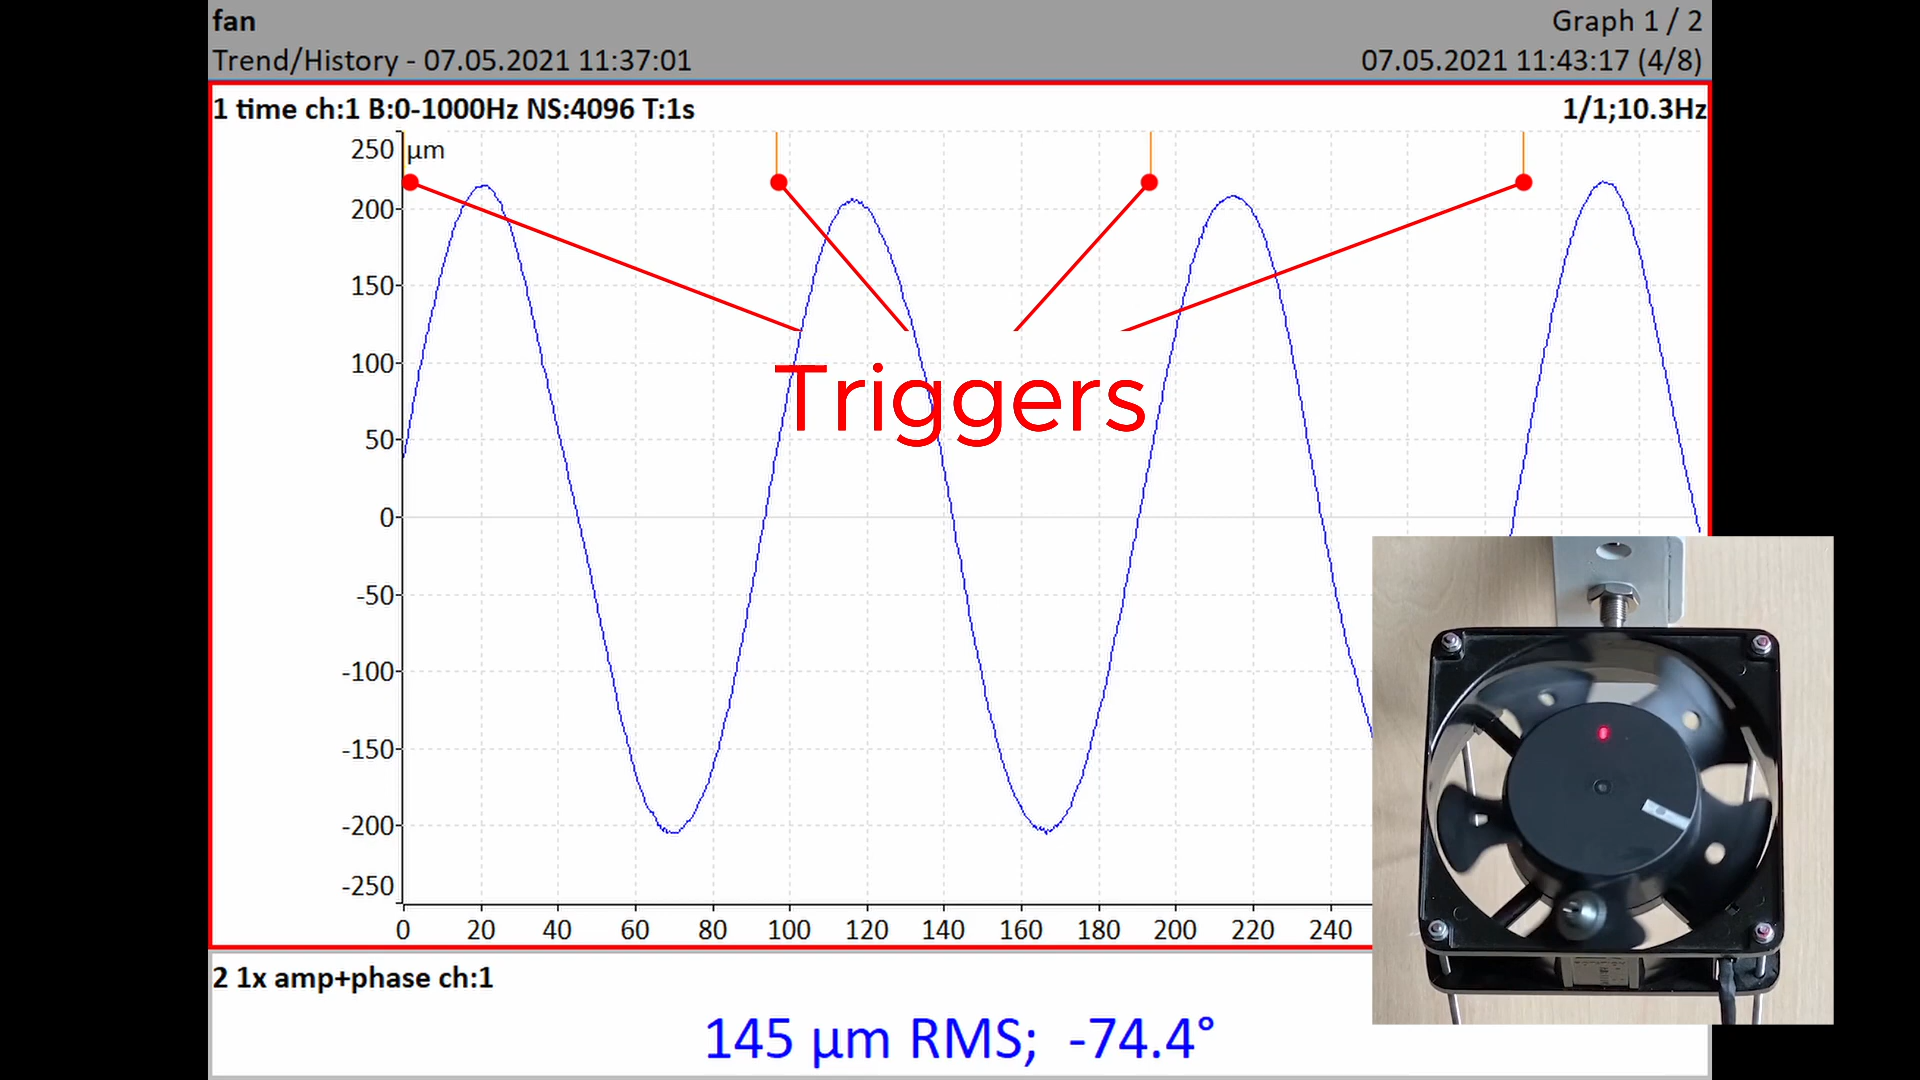 fan
Graph 1 / 2
Trend/History - 07.05.2021 11:37:01
07.05.2021 11:43:17 (4/8)
1 time ch:1 B:0-1000Hz NS:4096 T:1s
1/1;10.3Hz
250 µm
200
150
100
Triggers
50
0
-50
-100
-150
-200
-250
0 20 40 60 80 100 120 140 160 180 200 220 240
2 1x amp+phase ch:1
145 µm RMS; -74.4°